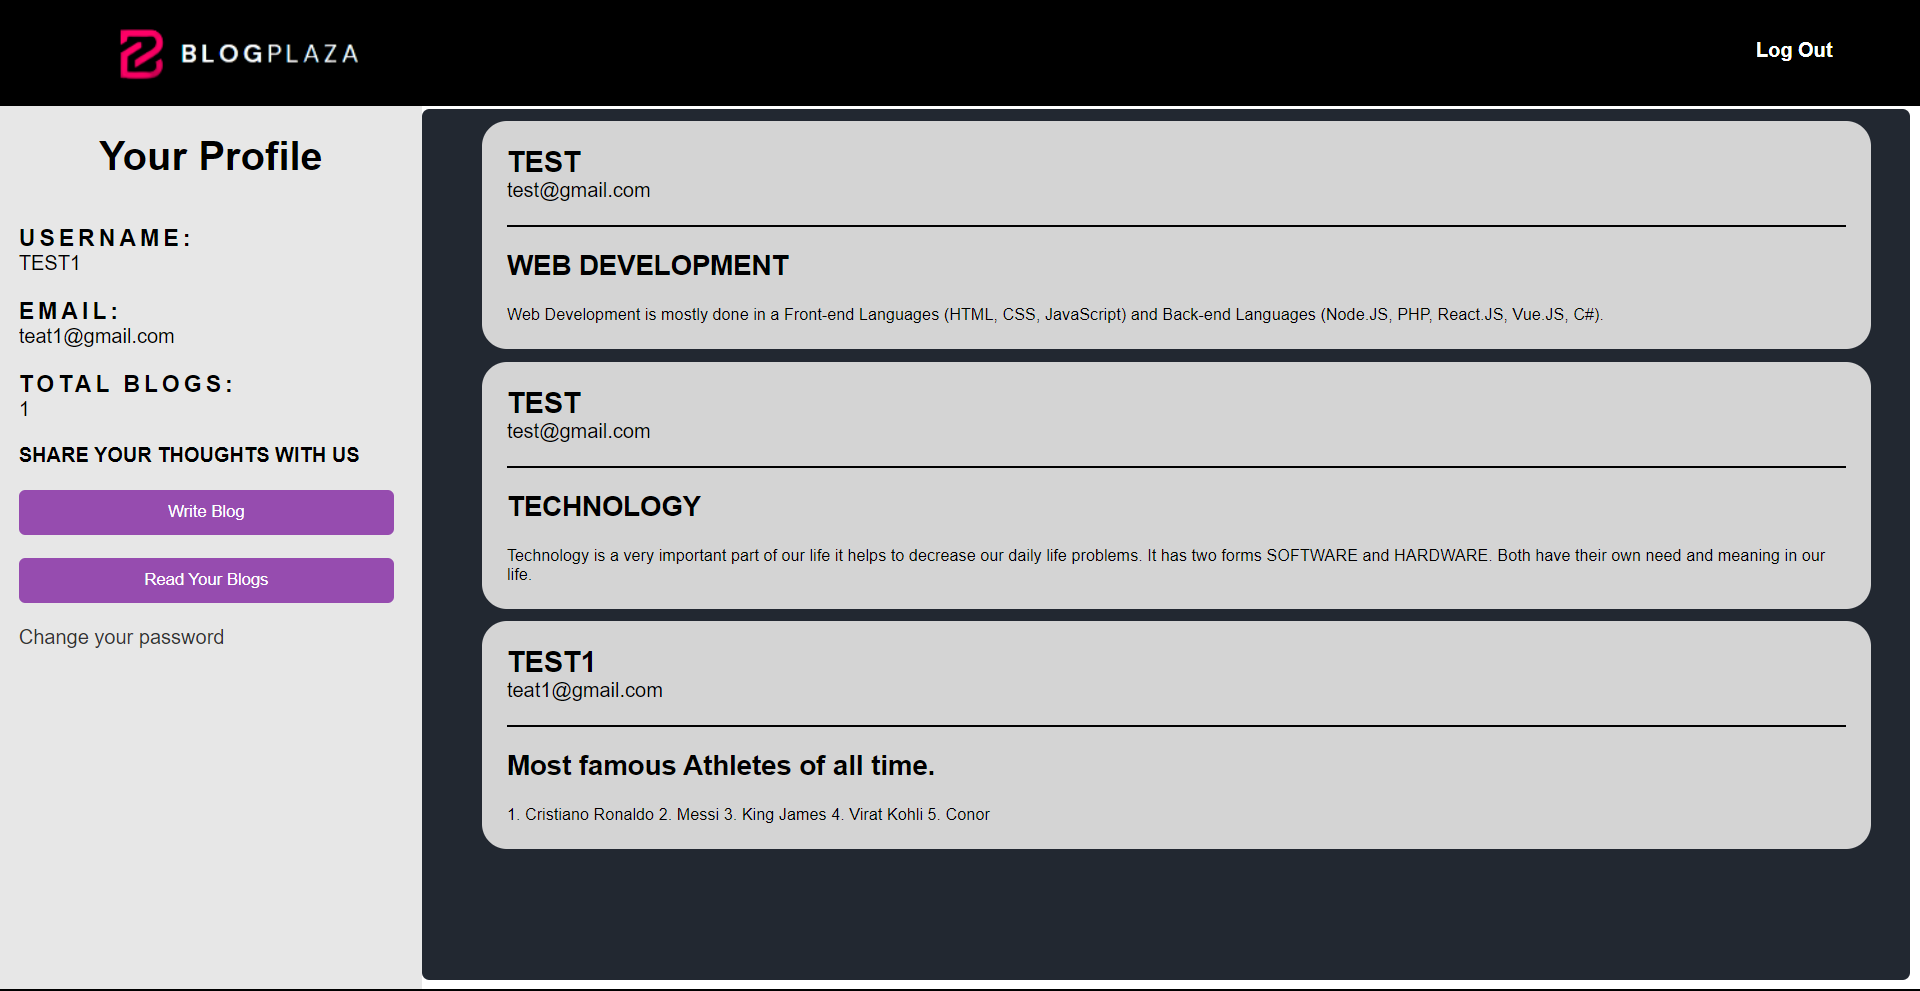 BLOGPLAZA
Log Out
Your Profile
USERNAME:
TEST1
EMAIL:
teat1@gmail.com
TOTAL BLOGS:
1
SHARE YOUR THOUGHTS WITH US
Write Blog
Read Your Blogs
Change your password
TEST
test@gmail.com
WEB DEVELOPMENT
Web Development is mostly done in a Front-end Languages (HTML, CSS, JavaScript) and Back-end Languages (Node.JS, PHP, React.JS, Vue.JS, C#).
TEST
test@gmail.com
TECHNOLOGY
Technology is a very important part of our life it helps to decrease our daily life problems. It has two forms SOFTWARE and HARDWARE. Both have their own need and meaning in our
life.
TEST1
teat1@gmail.com
Most famous Athletes of all time.
1. Cristiano Ronaldo 2. Messi 3. King James 4. Virat Kohli 5. Conor